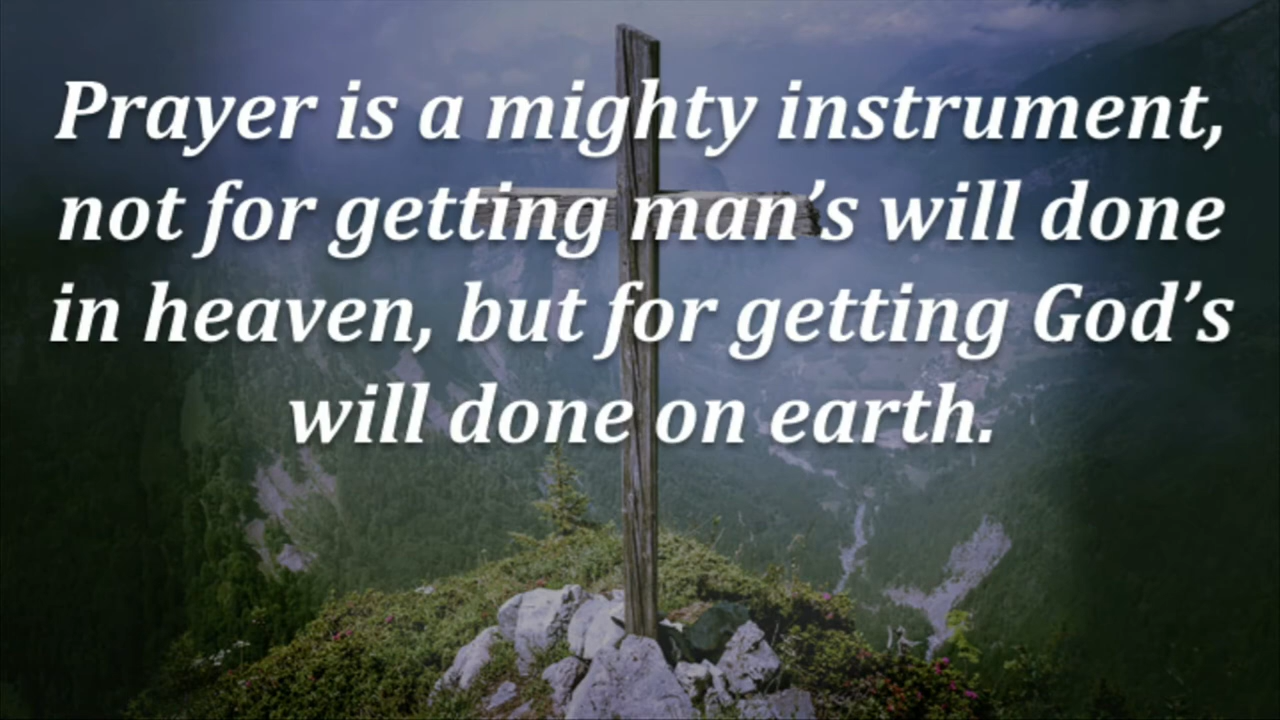 Prayer is a mighty instrument,
not for getting man’s will done
in heaven, but for getting God’s
will done on earth.